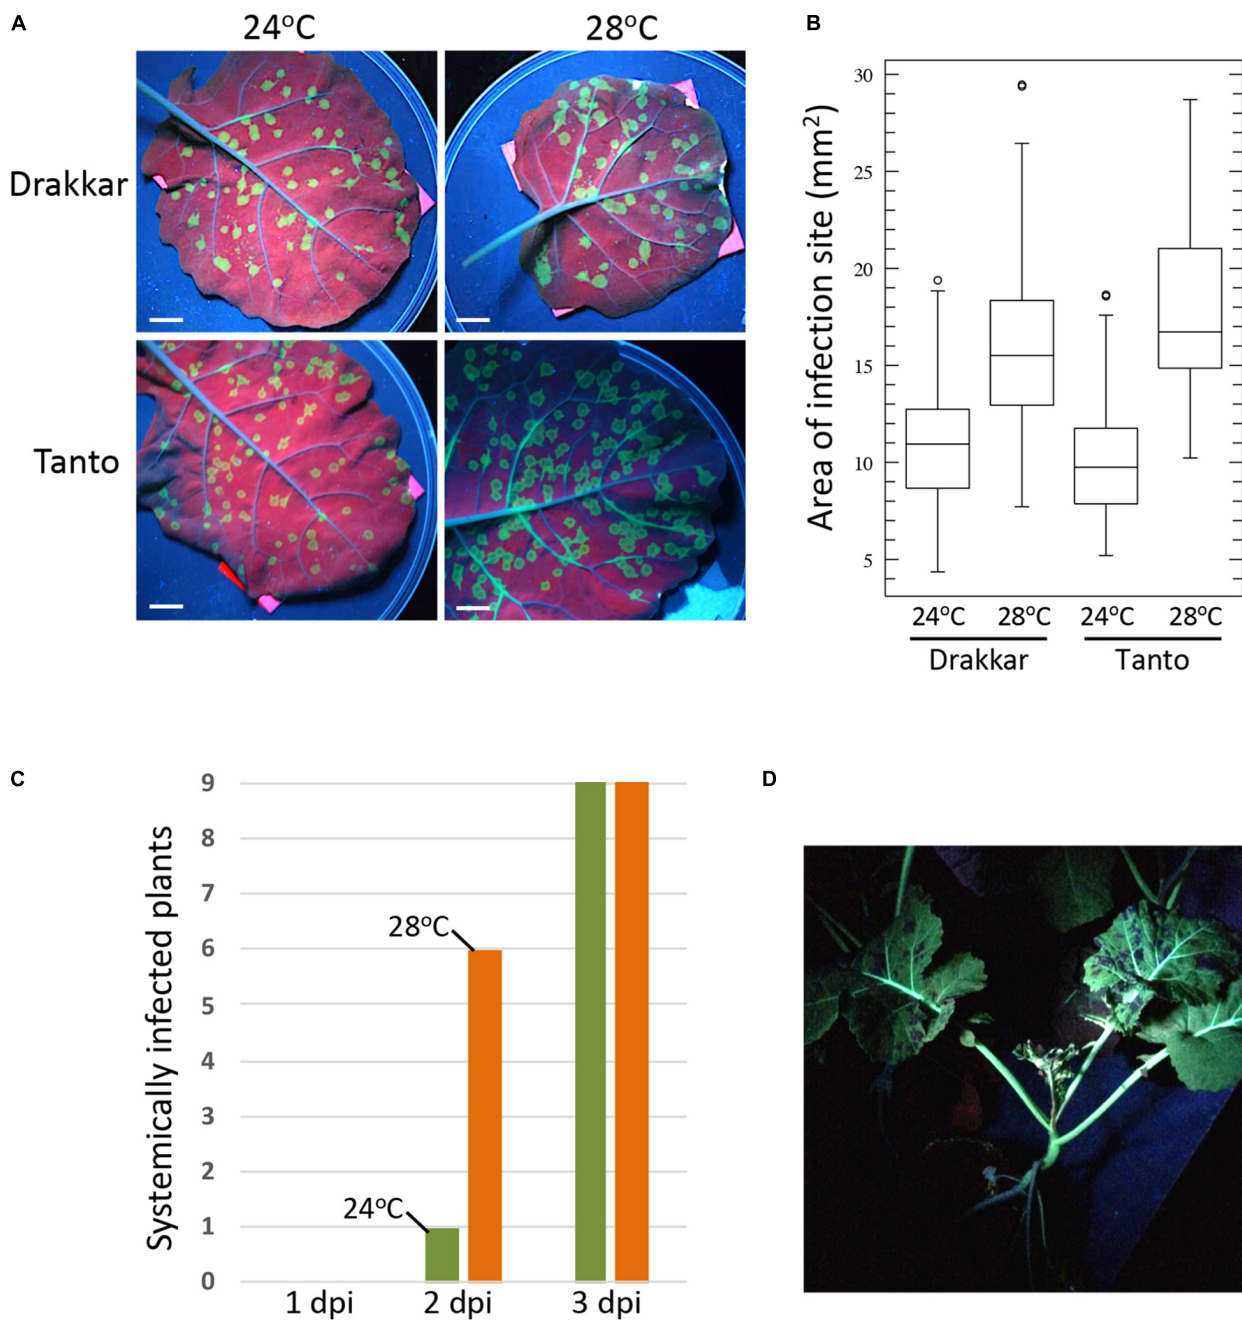 A
24°C
28°C
Drakkar
Tanto
B
Area of infection site (mm²)
30
25
20
15
10
5
24°C 28°C 24°C 28°C
Drakkar Tanto
C
Systemically infected plants
9
8
7
6
5
4
3
2
1
0
28°C
24°C
1 dpi 2 dpi 3 dpi
D